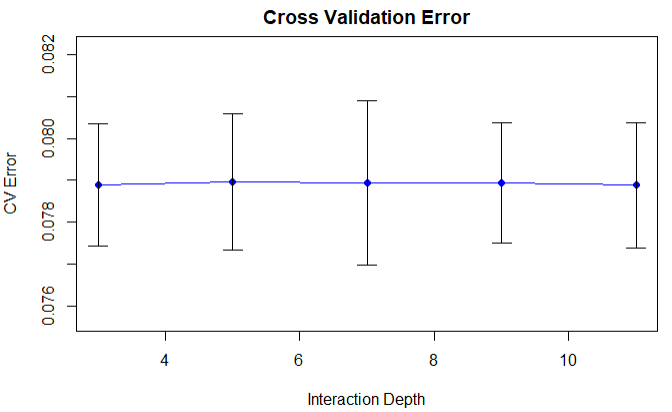 Cross Validation Error
0.082
0.080
0.078
0.076
CV Error
4 6 8 10
Interaction Depth